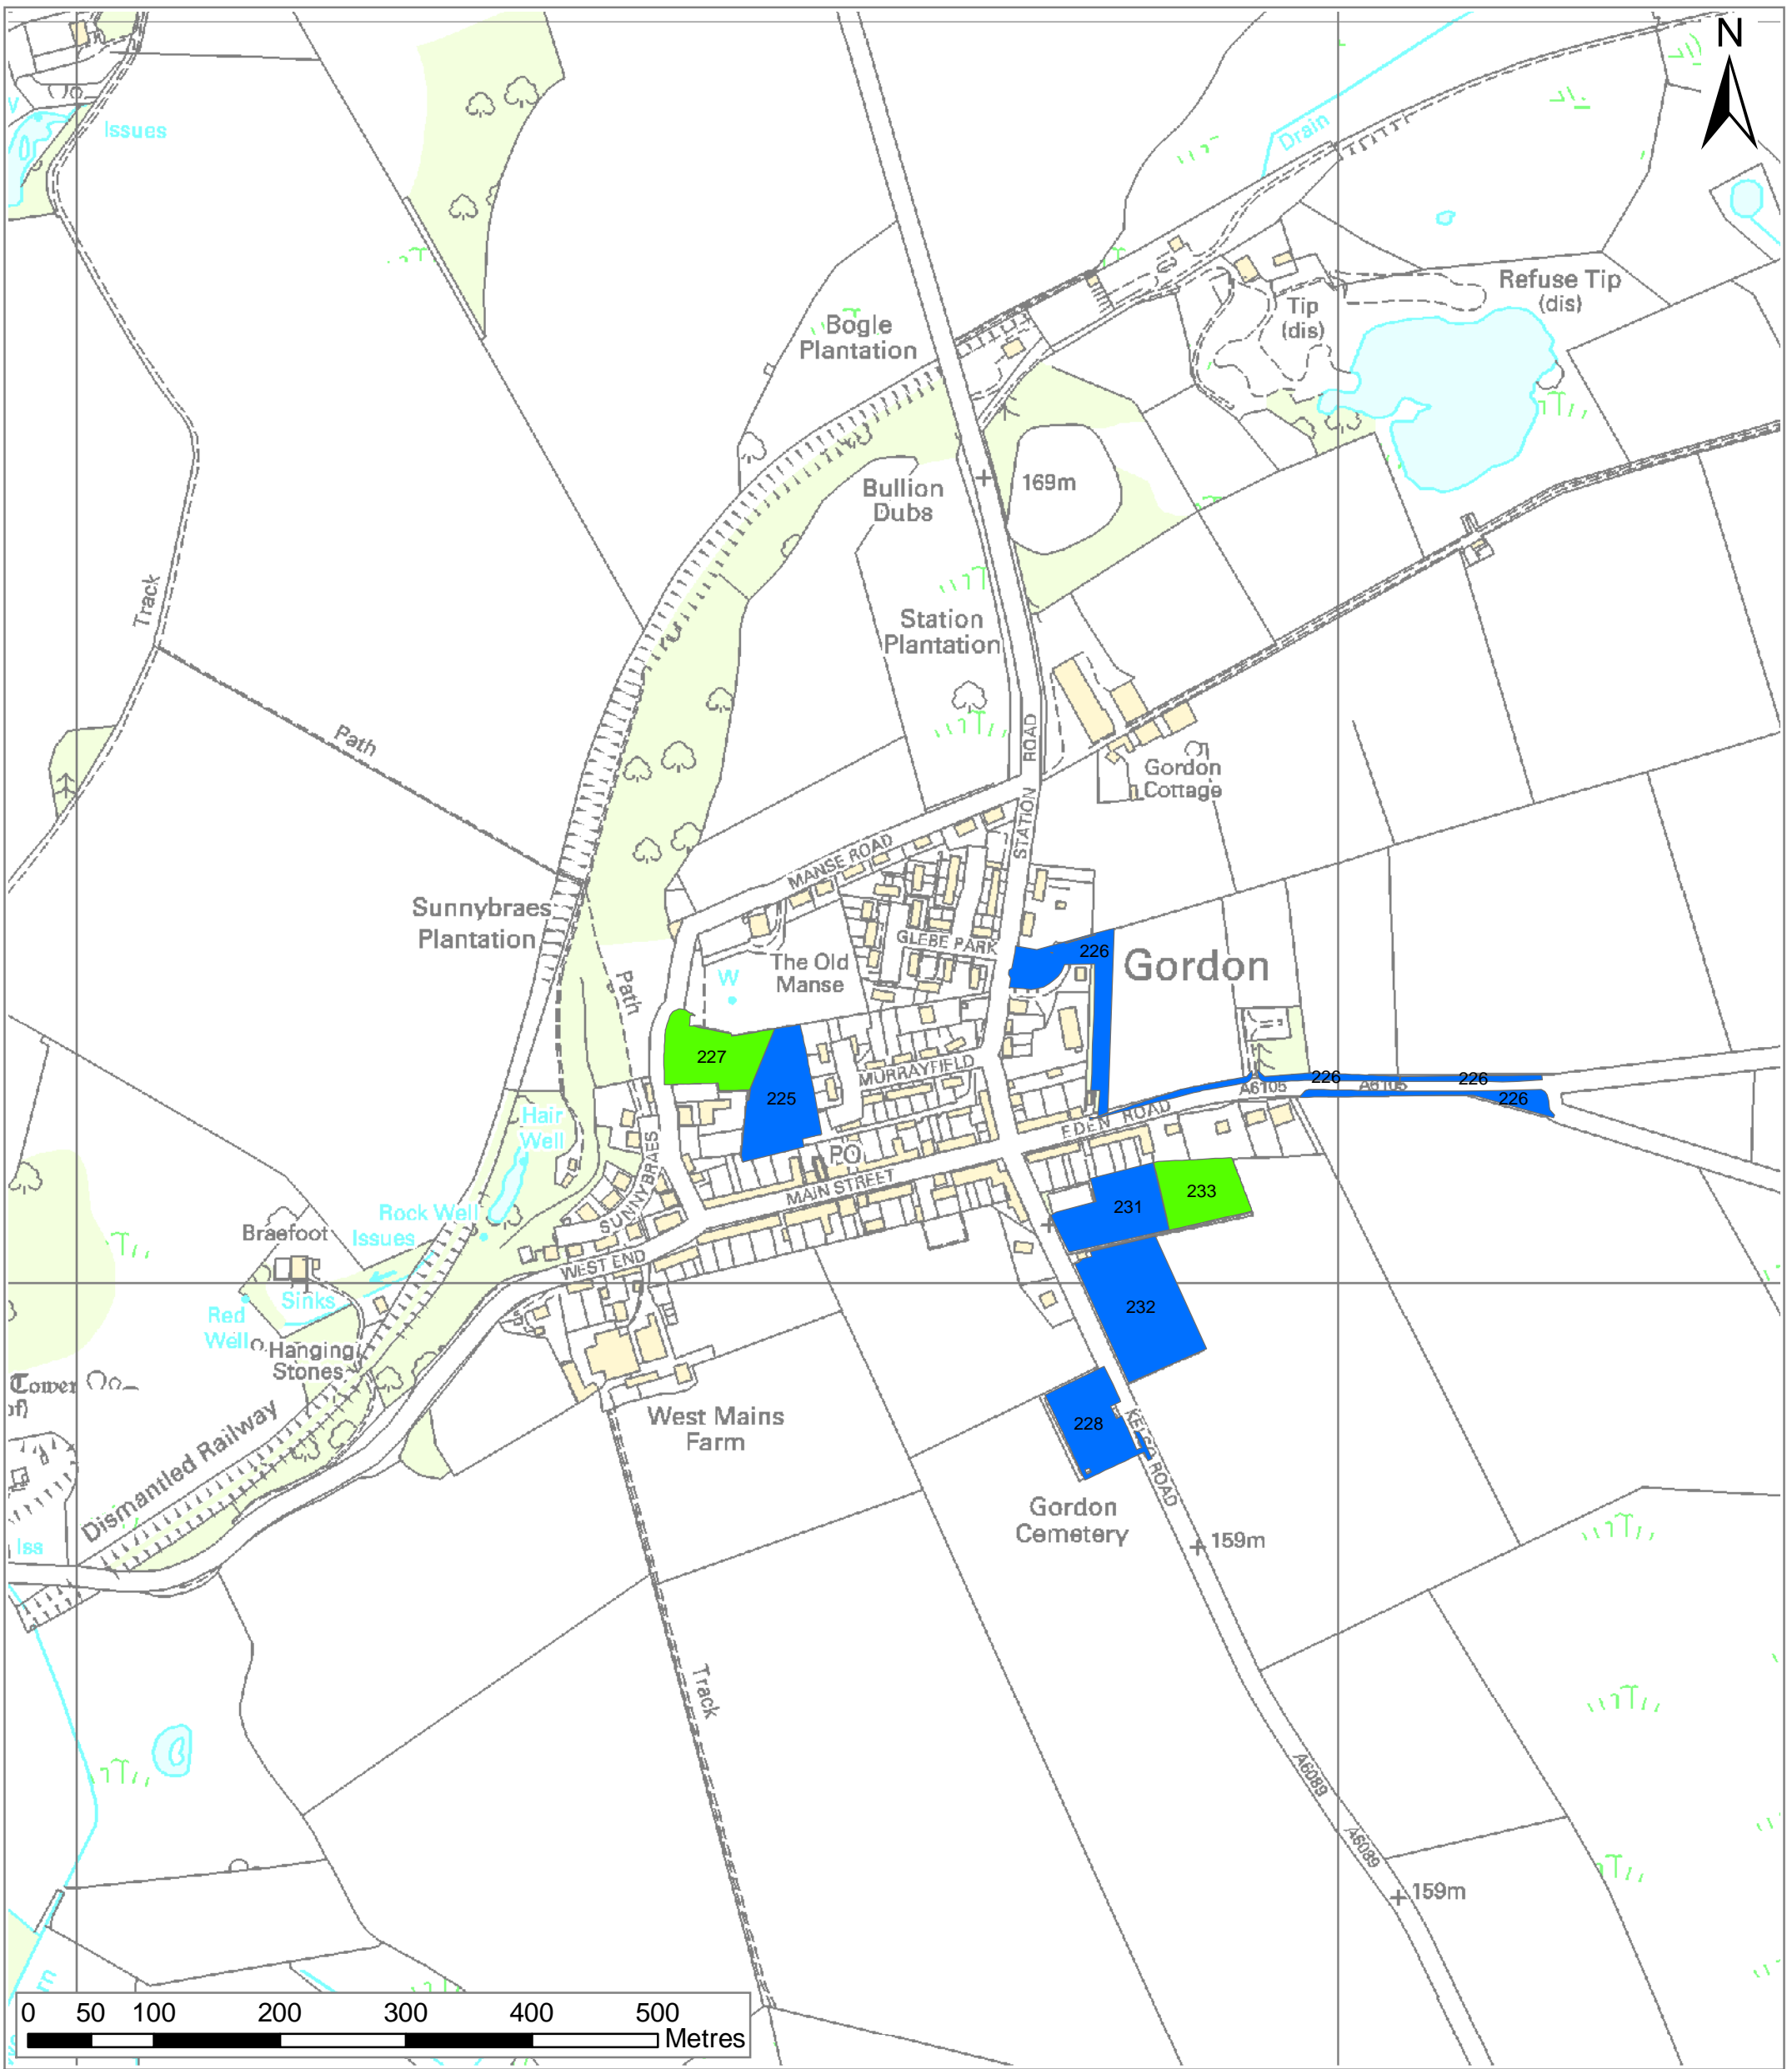 N
Issues
Drain
Refuse Tip
(dis)
Tip
(dis)
Bogle
Plantation
Bullion
Dubs
169m
Track
Station
Plantation
Path
STATION ROAD
Gordon
Cottage
STATION
MANSE ROAD
Sunnybraes
Plantation
GLEBE PARK
226
Gordon
The Old
Manse
W
Path
227
225
MURRAYFIELD
226
226
A6105
A6105
226
EDEN ROAD
Hair
Well
PO
MAIN STREET
SUNNYBRAES
231
233
Rock Well
Issues
Braefoot
WEST END
Sinks
Red
Well
232
Hanging
Stones
Tower
of)
West Mains
Farm
228
KELSO ROAD
Dismantled Railway
Gordon
Cemetery
159m
Iss
Track
A6089
A6089
159m
rn
0 50 100 200 300 400 500
Metres